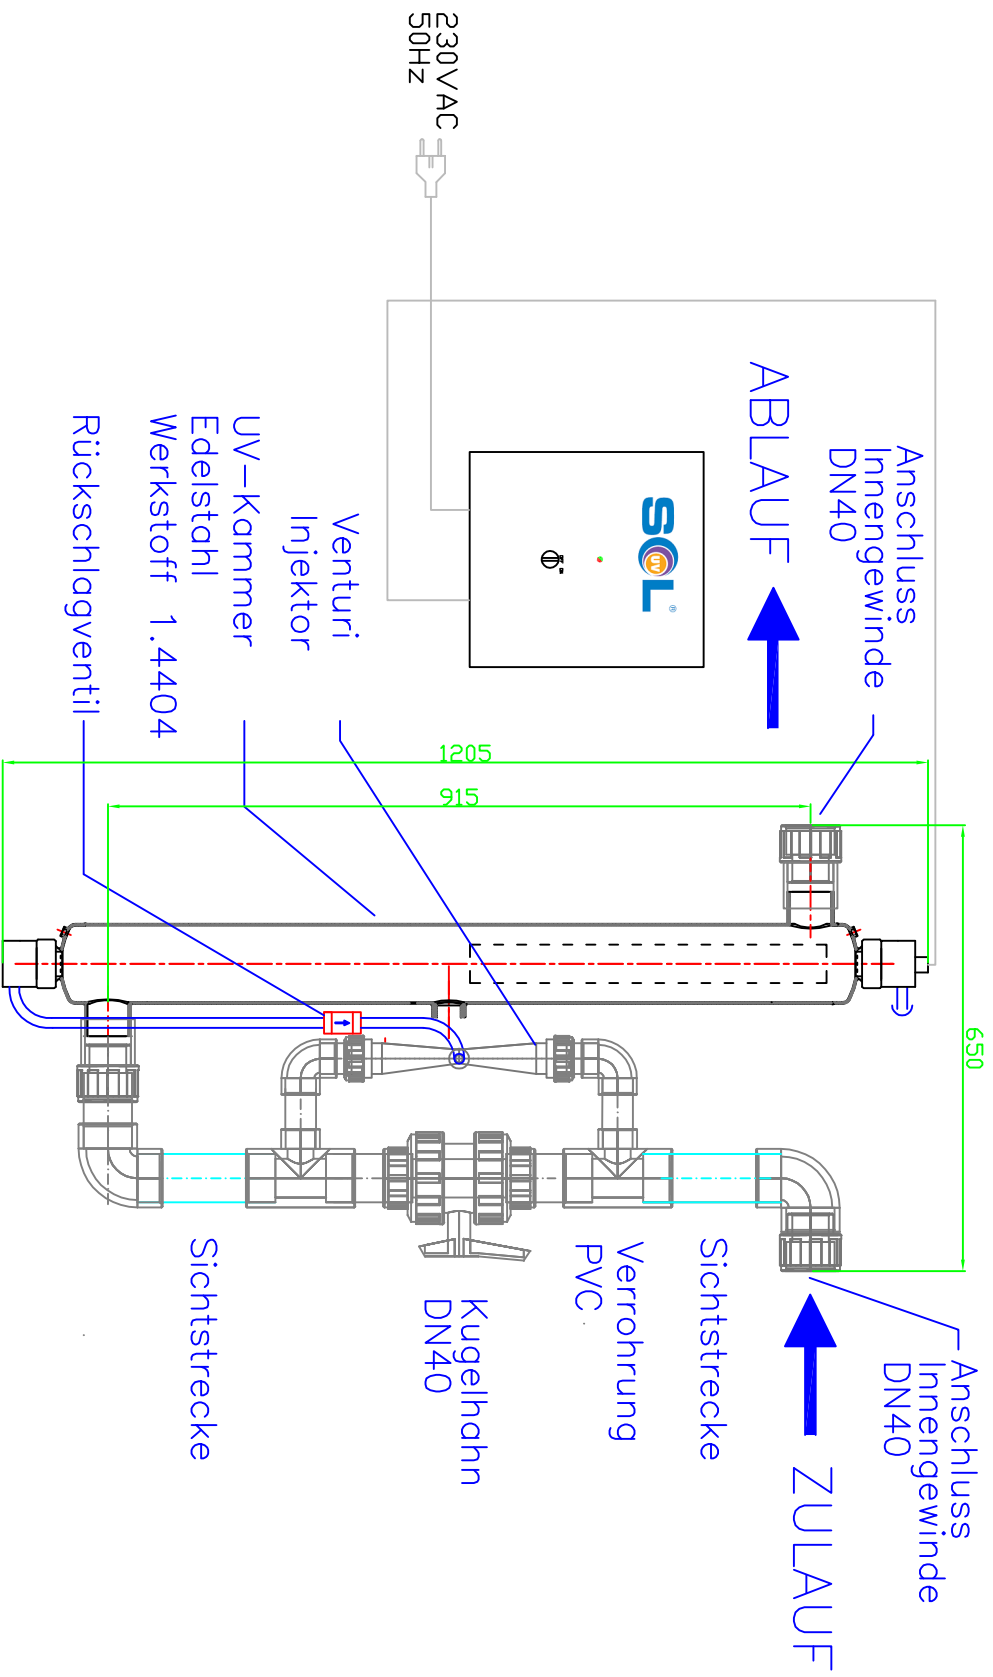 230VAC
50Hz
ABLAUF
Anschluss
Innengewinde
DN40
SOL
UV
®
Venturi
Injektor
UV-Kammer
Edelstahl
Werkstoff 1.4404
Rückschlagventil
1205
915
650
Sichtstrecke
Verrohrung
PVC
Kugelhahn
DN40
Sichtstrecke
Anschluss
Innengewinde
DN40
ZULAUF